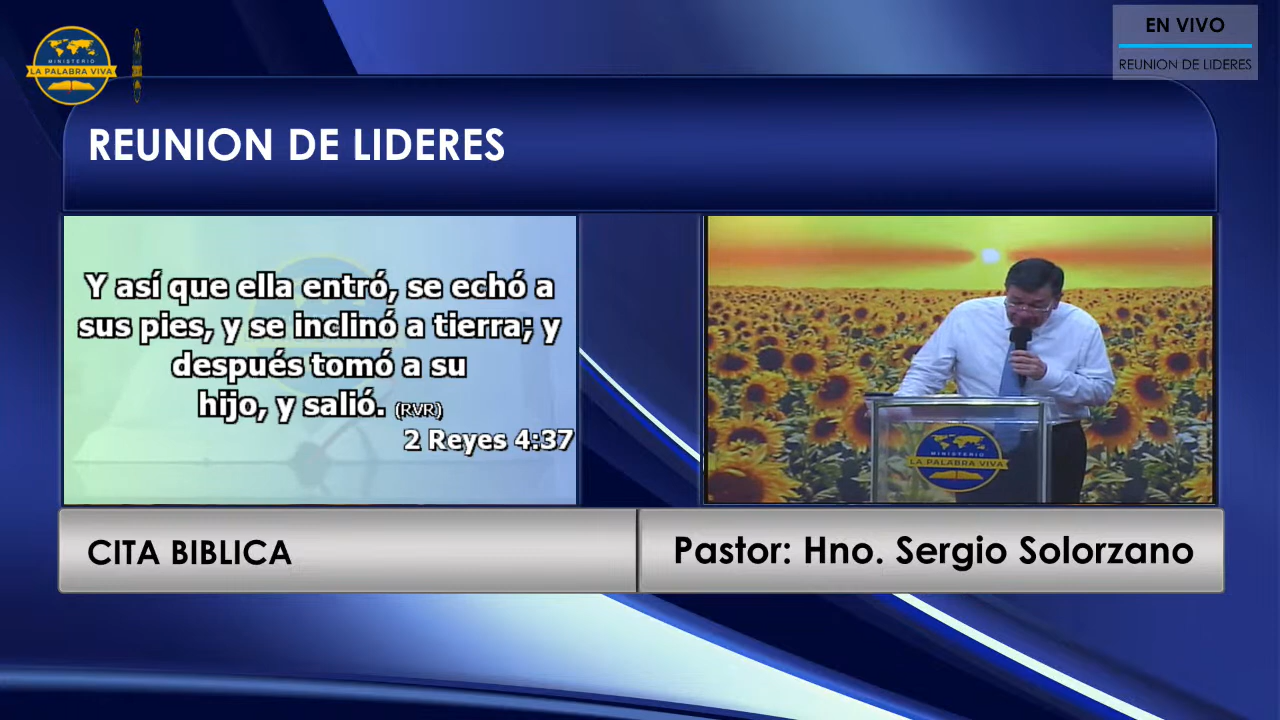 MINISTERIO
LA PALABRA VIVA
EN VIVO
REUNION DE LIDERES
REUNION DE LIDERES
Y así que ella entró, se echó a
sus pies, y se inclinó a tierra; y
después tomó a su
hijo, y salió. (RVR)
2 Reyes 4:37
MINISTERIO
LA PALABRA VIVA
CITA BIBLICA
Pastor: Hno. Sergio Solorzano